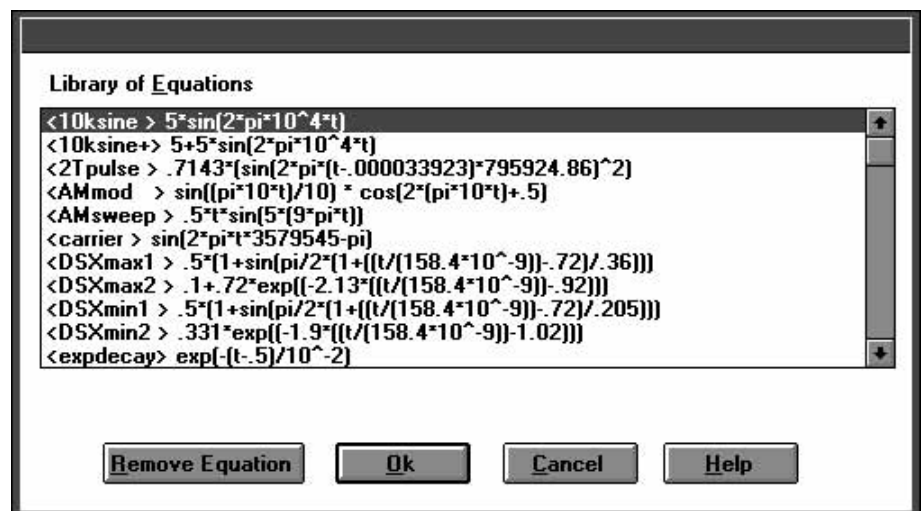 Library of Equations
<10ksine > 5*sin(2*pi*10^4*t)
<10ksine+> 5+5*sin(2*pi*10^4*t)
<2Tpulse > .7143*(sin(2*pi*(t-.000033923)*795924.86)^2)
<AMmod   > sin((pi*10*t)/10) * cos(2*(pi*10*t)+.5)
<AMsweep > .5*t*sin(5*(9*pi*t))
<carrier > sin(2*pi*t*3579545-pi)
<DSXmax1 > .5*(1+sin(pi/2*(1+((t/(158.4*10^-9))-.72)/.36)))
<DSXmax2 > .1+.72*exp((-2.13*((t/(158.4*10^-9))-.92)))
<DSXmin1 > .5*(1+sin(pi/2*(1+((t/(158.4*10^-9))-.72)/.205)))
<DSXmin2 > .331*exp((-1.9*((t/(158.4*10^-9))-1.02)))
<expdecay> exp(-(t-.5)/10^-2)
Remove Equation Ok Cancel Help